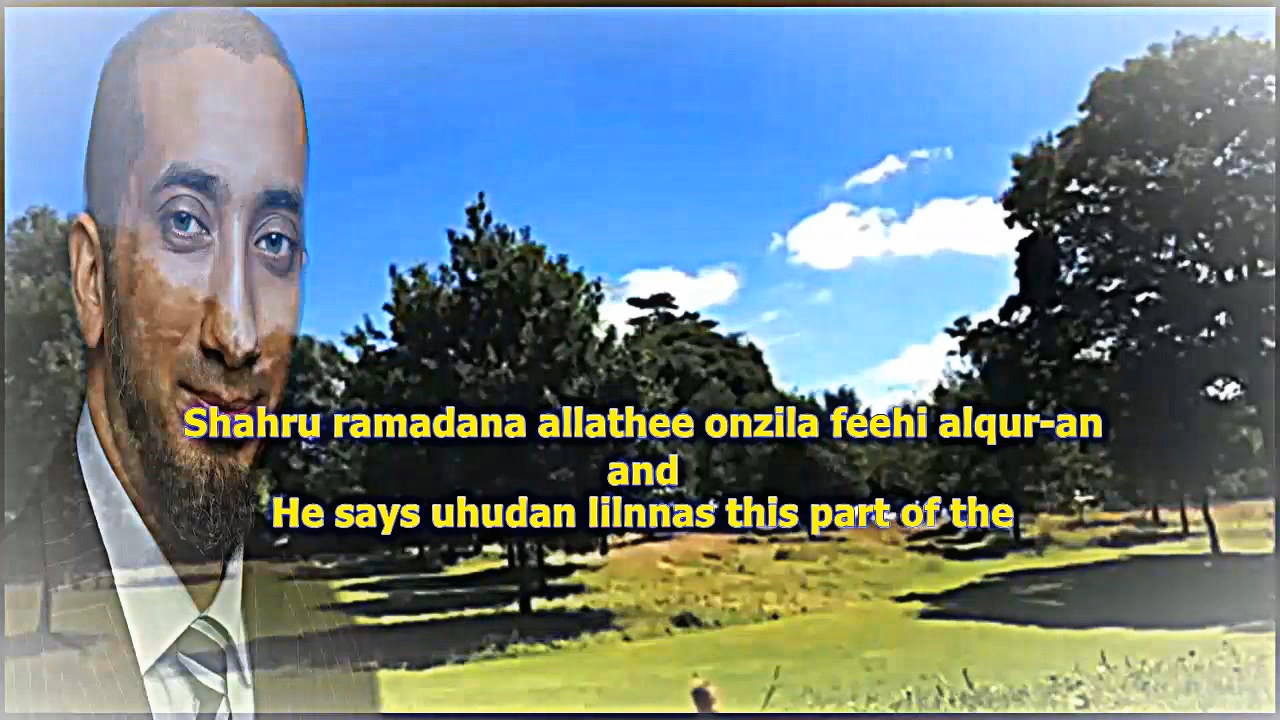 Shahru ramadana allathee onzila feehi alqur-an
and
He says uhudan lilnnas this part of the